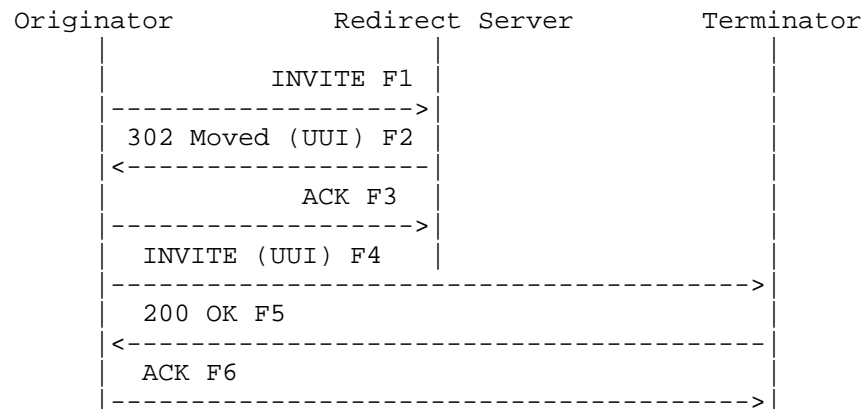 Originator Redirect Server Terminator
INVITE F1
302 Moved (UUI) F2
ACK F3
INVITE (UUI) F4
200 OK F5
ACK F6